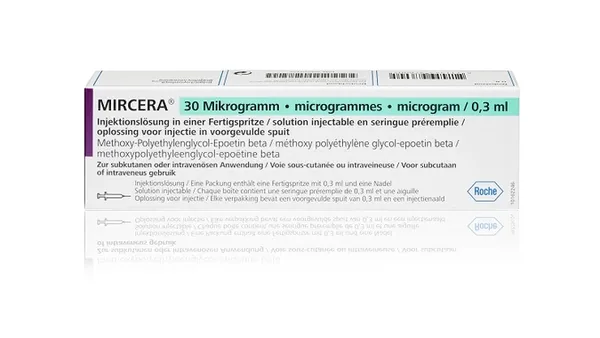 MIRCERA® 30 Mikrogramm • microgrammes • microgram / 0,3 ml
Injektionslösung in einer Fertigspritze / solution injectable en seringue préremplie /
oplossing voor injectie in voorgevulde spuit
Methoxy-Polyethylenglycol-Epoetin beta / méthoxy polyéthylène glycol-epoetin beta /
methoxypolyethyleenglycol-epoëtine beta
Zur subkutanen oder intravenösen Anwendung / Voie sous-cutanée ou intraveineuse / Voor subcutaan
of intraveneus gebruik
Injektionslösung / Eine Packung enthält eine Fertigspritze mit 0,3 ml und eine Nadel
Solution injectable / Chaque boîte contient une seringue préremplie de 0,3 ml et une aiguille
Oplossing voor injectie / Elke verpakking bevat een voorgevulde spuit van 0,3 ml en een injectienaald
Roche